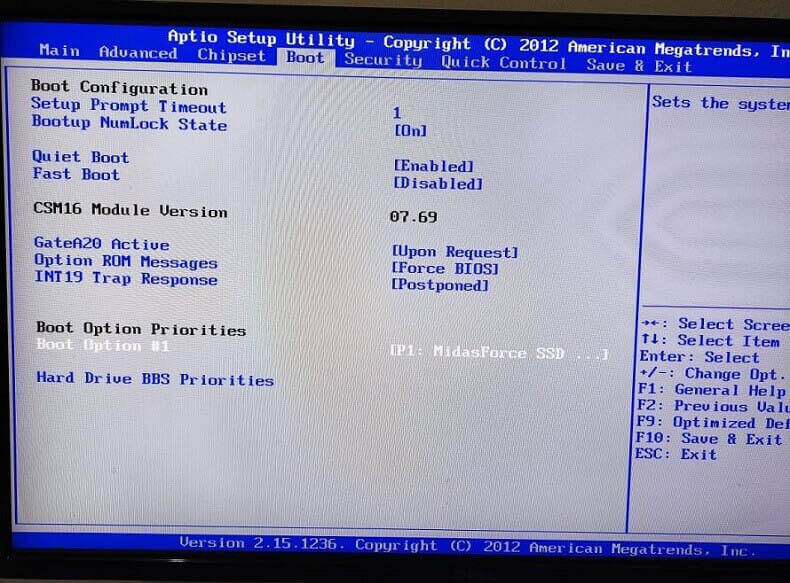 Aptio Setup Utility - Copyright (C) 2012 American Megatrends, In
Main Advanced Chipset Boot Security Quick Control Save & Exit
Boot Configuration
Setup Prompt Timeout 1
Bootup NumLock State [On]
Quiet Boot [Enabled]
Fast Boot [Disabled]
CSM16 Module Version 07.69
GateA20 Active [Upon Request]
Option ROM Messages [Force BIOS]
INT19 Trap Response [Postponed]
Boot Option Priorities
Boot Option #1 [P1: MidasForce SSD ...]
Hard Drive BBS Priorities
Sets the system
→←: Select Scree
↑↓: Select Item
Enter: Select
+/-: Change Opt.
F1: General Help
F2: Previous Valu
F9: Optimized Def
F10: Save & Exit
ESC: Exit
Version 2.15.1236. Copyright (C) 2012 American Megatrends, Inc.